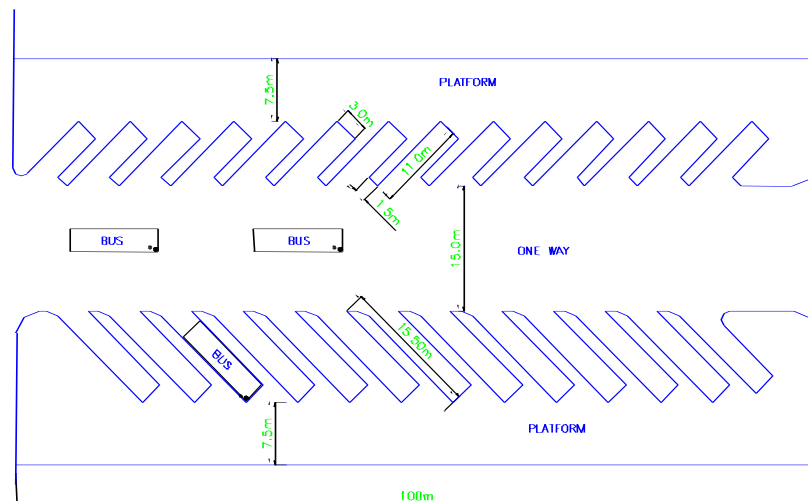 PLATFORM
7.5m
3.0m
11.0m
1.5m
BUS
BUS
15.0m
ONE WAY
15.50m
BUS
7.5m
PLATFORM
100m